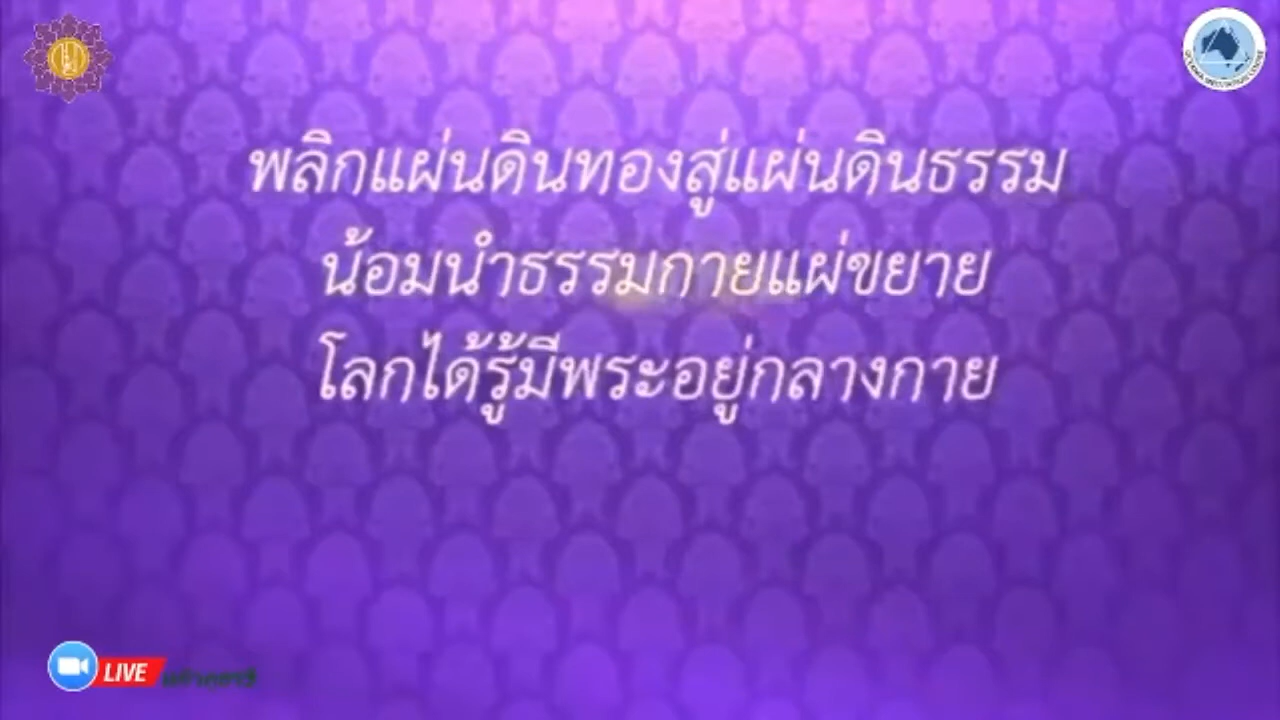 พลิกแผ่นดินทองสู่แผ่นดินธรรม
น้อมนำธรรมกายแผ่ขยาย
โลกได้รู้มีพระอยู่กลางกาย
LIVE